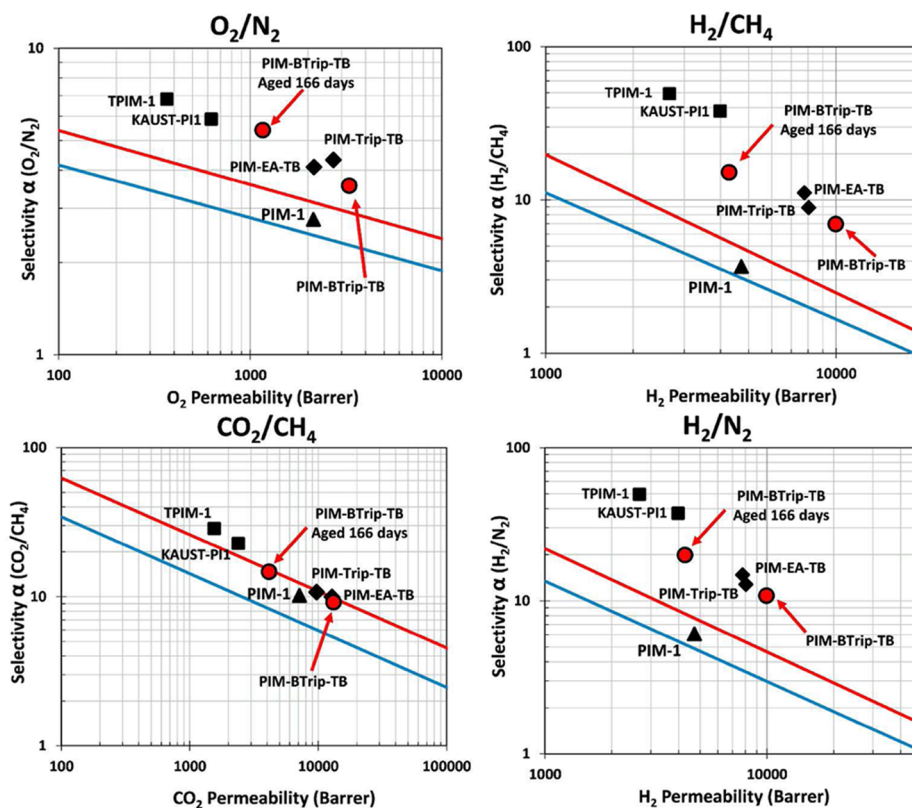 O2/N2
10
1
100
1000
10000
Selectivity α (O2/N2)
O2 Permeability (Barrer)
TPIM-1
KAUST-PI1
PIM-BTrip-TB
Aged 166 days
PIM-Trip-TB
PIM-EA-TB
PIM-1
PIM-BTrip-TB
H2/CH4
100
10
1
1000
10000
Selectivity α (H2/CH4)
H2 Permeability (Barrer)
TPIM-1
KAUST-PI1
PIM-BTrip-TB
Aged 166 days
PIM-EA-TB
PIM-Trip-TB
PIM-BTrip-TB
PIM-1
CO2/CH4
100
10
1
100
1000
10000
100000
Selectivity α (CO2/CH4)
CO2 Permeability (Barrer)
TPIM-1
KAUST-PI1
PIM-BTrip-TB
Aged 166 days
PIM-Trip-TB
PIM-1
PIM-EA-TB
PIM-BTrip-TB
H2/N2
100
10
1
1000
10000
Selectivity α (H2/N2)
H2 Permeability (Barrer)
TPIM-1
KAUST-PI1
PIM-BTrip-TB
Aged 166 days
PIM-EA-TB
PIM-Trip-TB
PIM-BTrip-TB
PIM-1